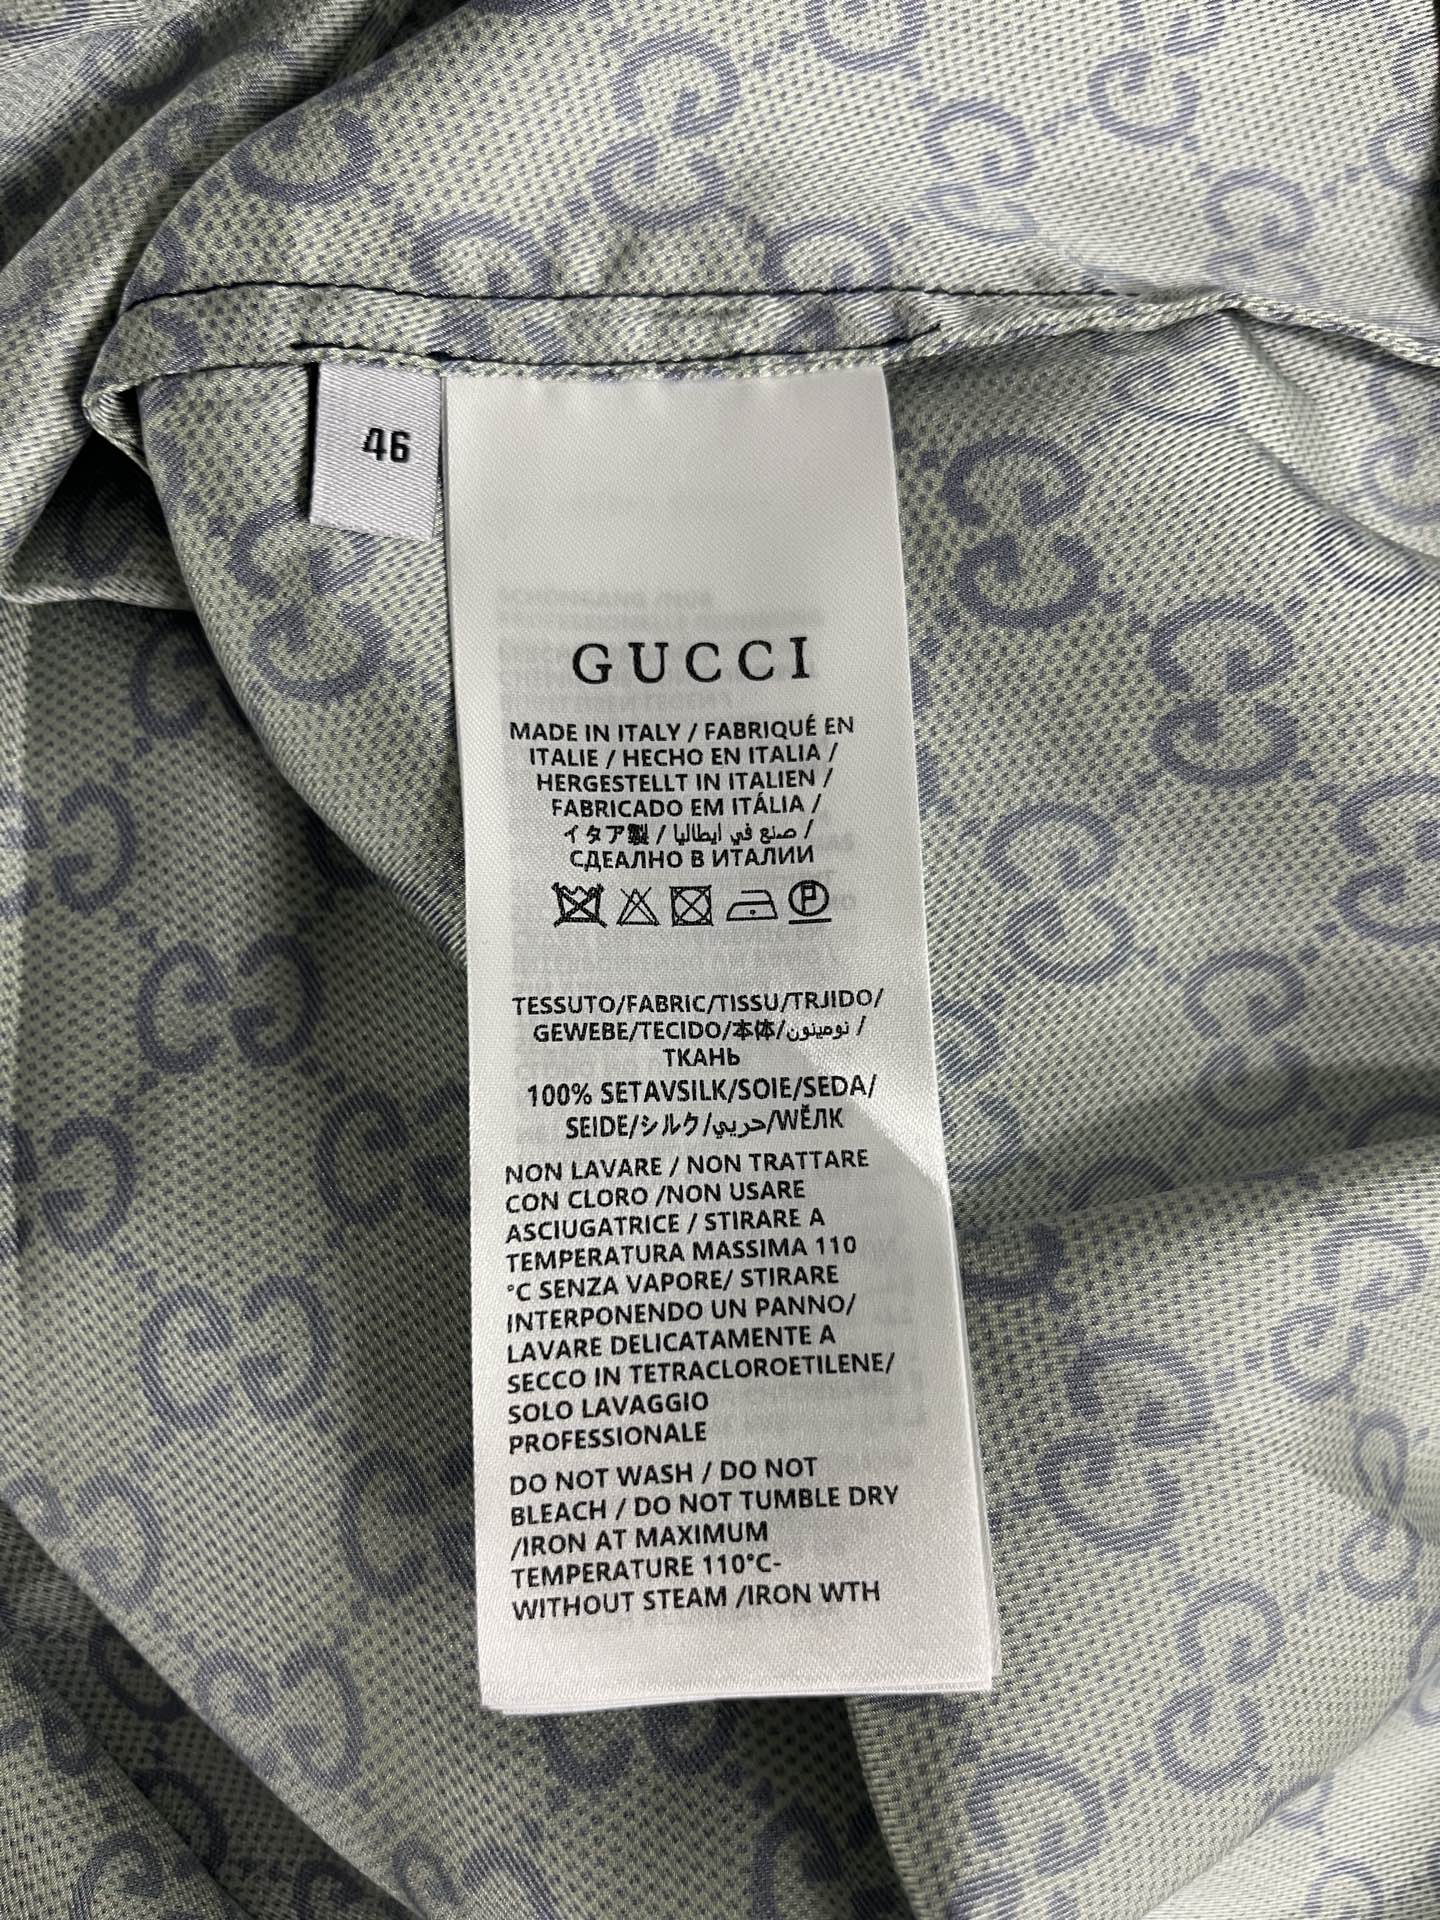 46
GUCCI
MADE IN ITALY / FABRIQUÉ EN
ITALIE / HECHO EN ITALIA /
HERGESTELLT IN ITALIEN /
FABRICADO EM ITÁLIA /
イタア製 / صنع في ايطاليا /
СДЕАЛНО В ИТАЛИИ
TESSUTO/FABRIC/TISSU/TRJIDO/
GEWEBE/TECIDO/本体/نومينون /
ТКАНЬ
100% SETAVSILK/SOIE/SEDA/
SEIDE/シルク/حريي/WĚЛК
NON LAVARE / NON TRATTARE
CON CLORO /NON USARE
ASCIUGATRICE / STIRARE A
TEMPERATURA MASSIMA 110
°C SENZA VAPORE/ STIRARE
INTERPONENDO UN PANNO/
LAVARE DELICATAMENTE A
SECCO IN TETRACLOROETILENE/
SOLO LAVAGGIO
PROFESSIONALE
DO NOT WASH / DO NOT
BLEACH / DO NOT TUMBLE DRY
/IRON AT MAXIMUM
TEMPERATURE 110°C-
WITHOUT STEAM /IRON WTH